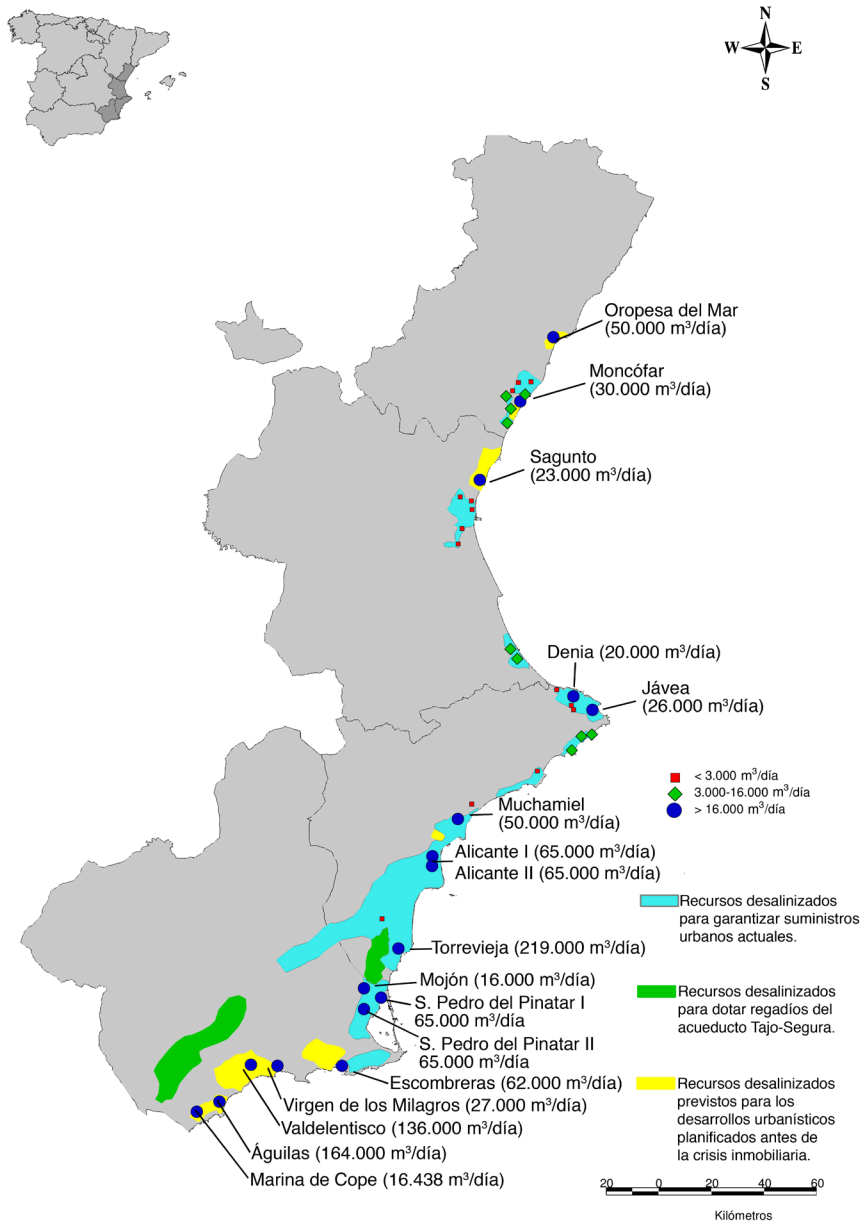 N
W E
S
Oropesa del Mar
(50.000 m³/día)
Moncófar
(30.000 m³/día)
Sagunto
(23.000 m³/día)
Denia (20.000 m³/día)
Jávea
(26.000 m³/día)
< 3.000 m³/día
3.000-16.000 m³/día
> 16.000 m³/día
Muchamiel
(50.000 m³/día)
Alicante I (65.000 m³/día)
Alicante II (65.000 m³/día)
Recursos desalinizados
para garantizar suministros
urbanos actuales.
Torrevieja (219.000 m³/día)
Mojón (16.000 m³/día)
S. Pedro del Pinatar I
65.000 m³/día
S. Pedro del Pinatar II
65.000 m³/día
Recursos desalinizados
para dotar regadíos del
acueducto Tajo-Segura.
Escombreras (62.000 m³/día)
Virgen de los Milagros (27.000 m³/día)
Valdelentisco (136.000 m³/día)
Águilas (164.000 m³/día)
Marina de Cope (16.438 m³/día)
Recursos desalinizados
previstos para los
desarrollos urbanísticos
planificados antes de
la crisis inmobiliaria.
20 0 20 40 60
Kilómetros